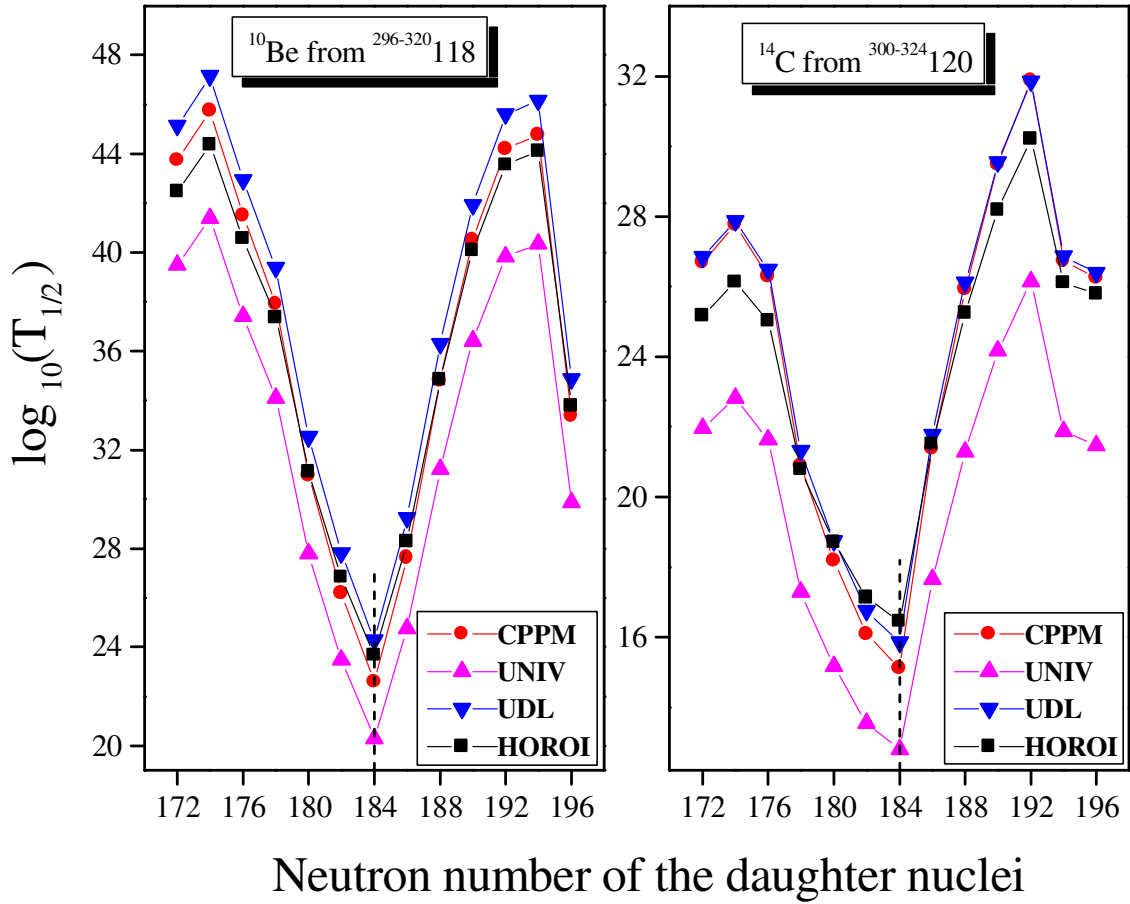 ¹⁰Be from ²⁹⁶⁻³²⁰118
¹⁴C from ³⁰⁰⁻³²⁴120
48
44
40
36
32
28
24
20
32
28
24
20
16
log ₁₀(T₁/₂)
CPPM
UNIV
UDL
HOROI
CPPM
UNIV
UDL
HOROI
172 176 180 184 188 192 196
172 176 180 184 188 192 196
Neutron number of the daughter nuclei